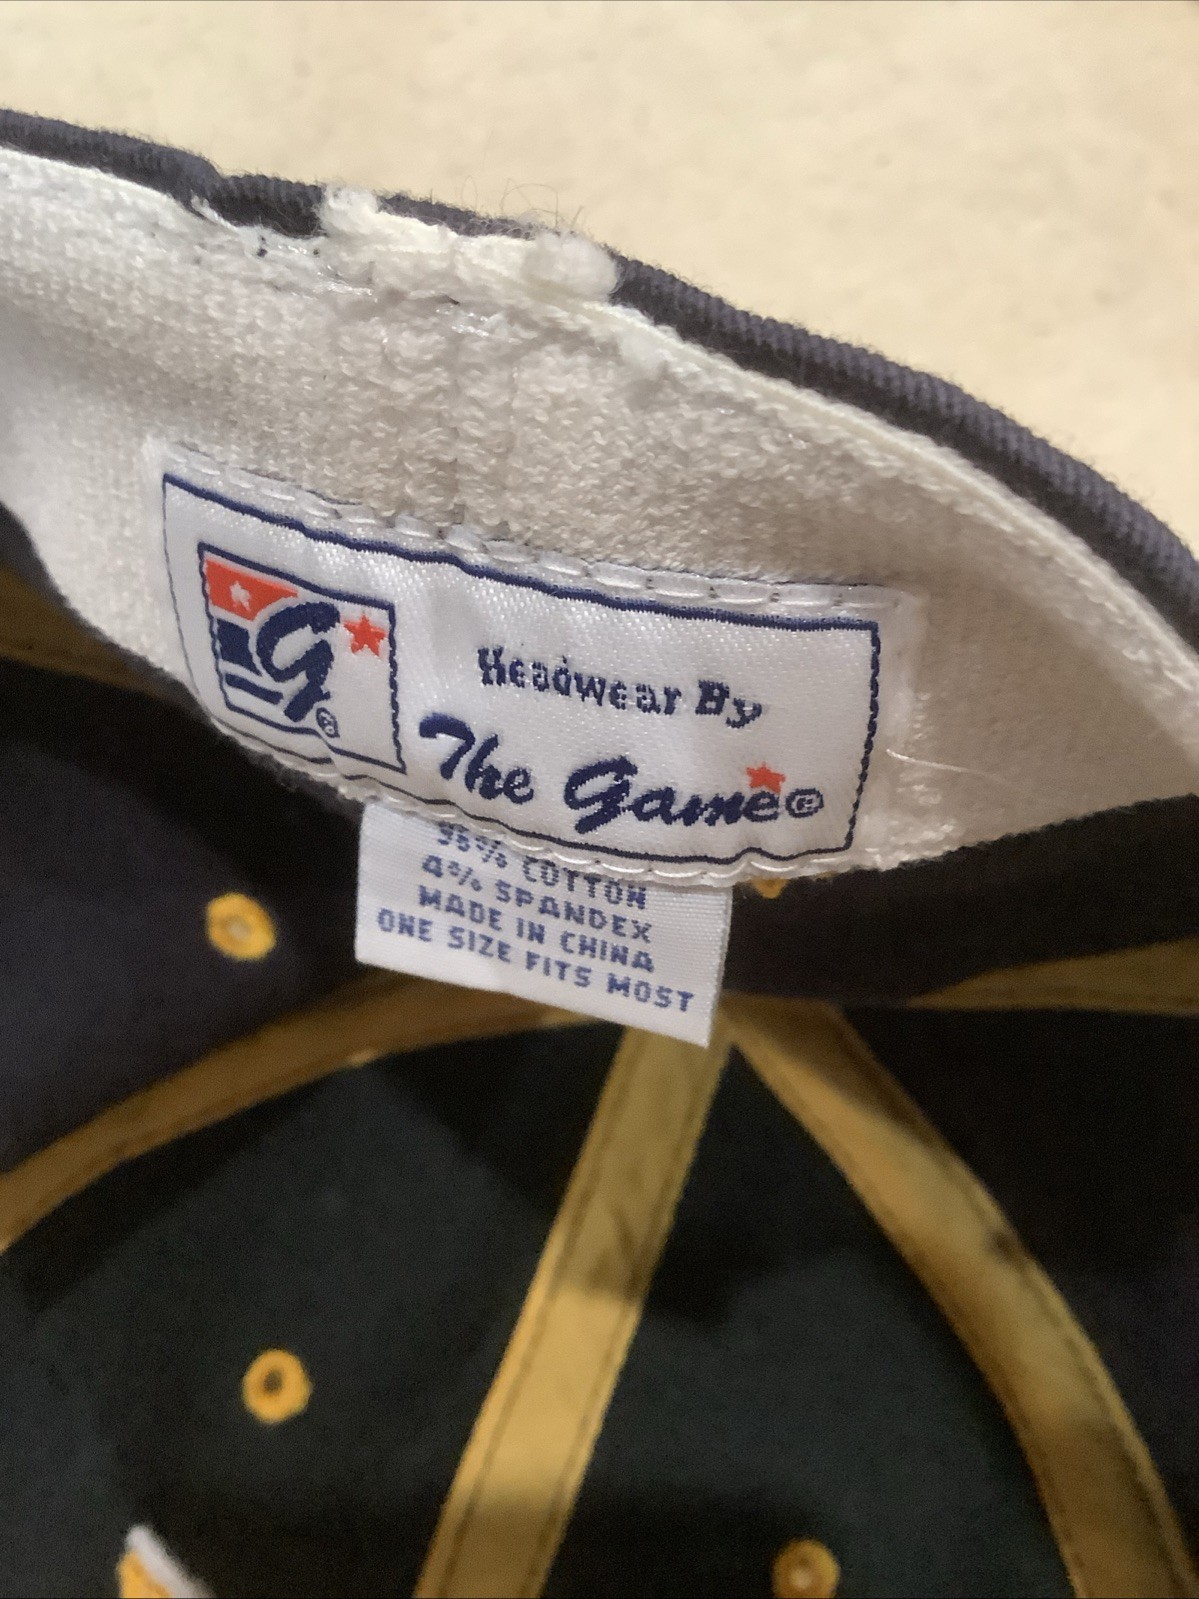 G ®
Headwear By
The Game®
96% COTTON
4% SPANDEX
MADE IN CHINA
ONE SIZE FITS MOST